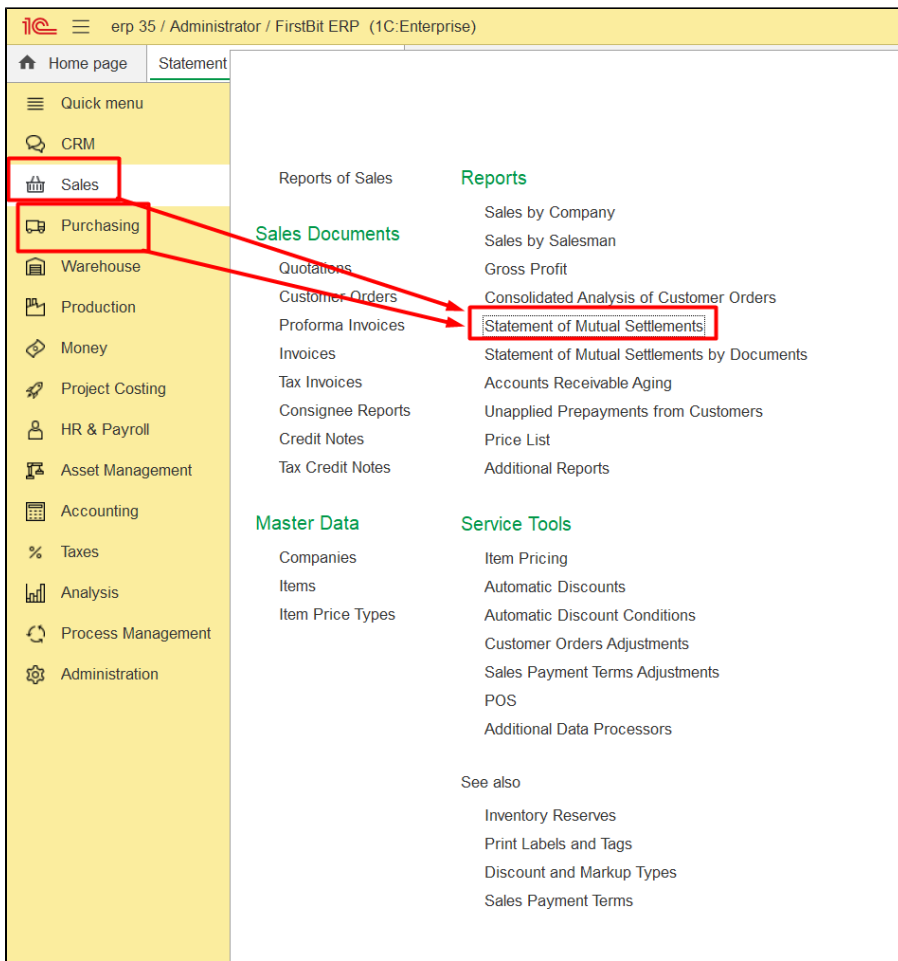 1C erp 35 / Administrator / FirstBit ERP (1C:Enterprise)
Home page Statement
Quick menu
CRM
Sales
Purchasing
Warehouse
Production
Money
Project Costing
HR & Payroll
Asset Management
Accounting
% Taxes
Analysis
Process Management
Administration
Reports of Sales
Sales Documents
Quotations
Customer Orders
Proforma Invoices
Invoices
Tax Invoices
Consignee Reports
Credit Notes
Tax Credit Notes
Master Data
Companies
Items
Item Price Types
Reports
Sales by Company
Sales by Salesman
Gross Profit
Consolidated Analysis of Customer Orders
Statement of Mutual Settlements
Statement of Mutual Settlements by Documents
Accounts Receivable Aging
Unapplied Prepayments from Customers
Price List
Additional Reports
Service Tools
Item Pricing
Automatic Discounts
Automatic Discount Conditions
Customer Orders Adjustments
Sales Payment Terms Adjustments
POS
Additional Data Processors
See also
Inventory Reserves
Print Labels and Tags
Discount and Markup Types
Sales Payment Terms